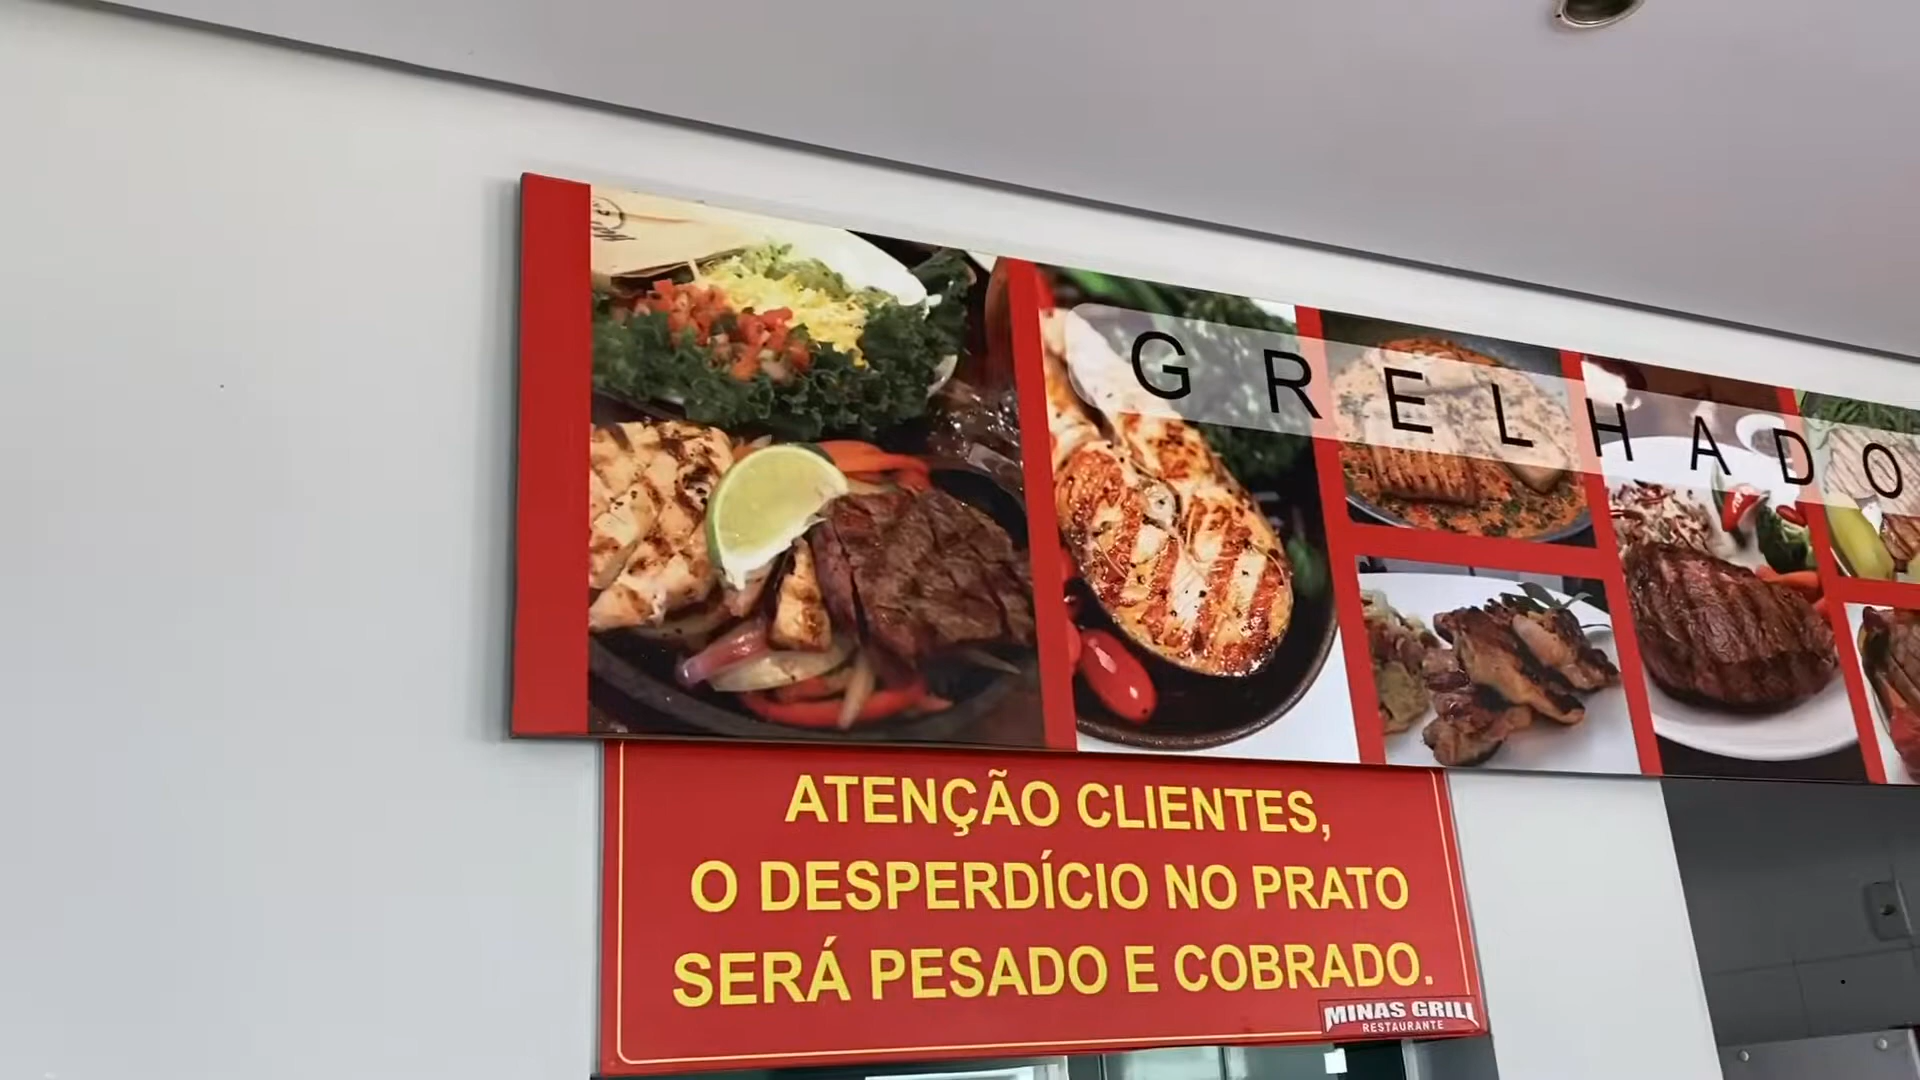 GRELHADO
ATENÇÃO CLIENTES,
O DESPERDÍCIO NO PRATO
SERÁ PESADO E COBRADO.
MINAS GRILL
RESTAURANTE